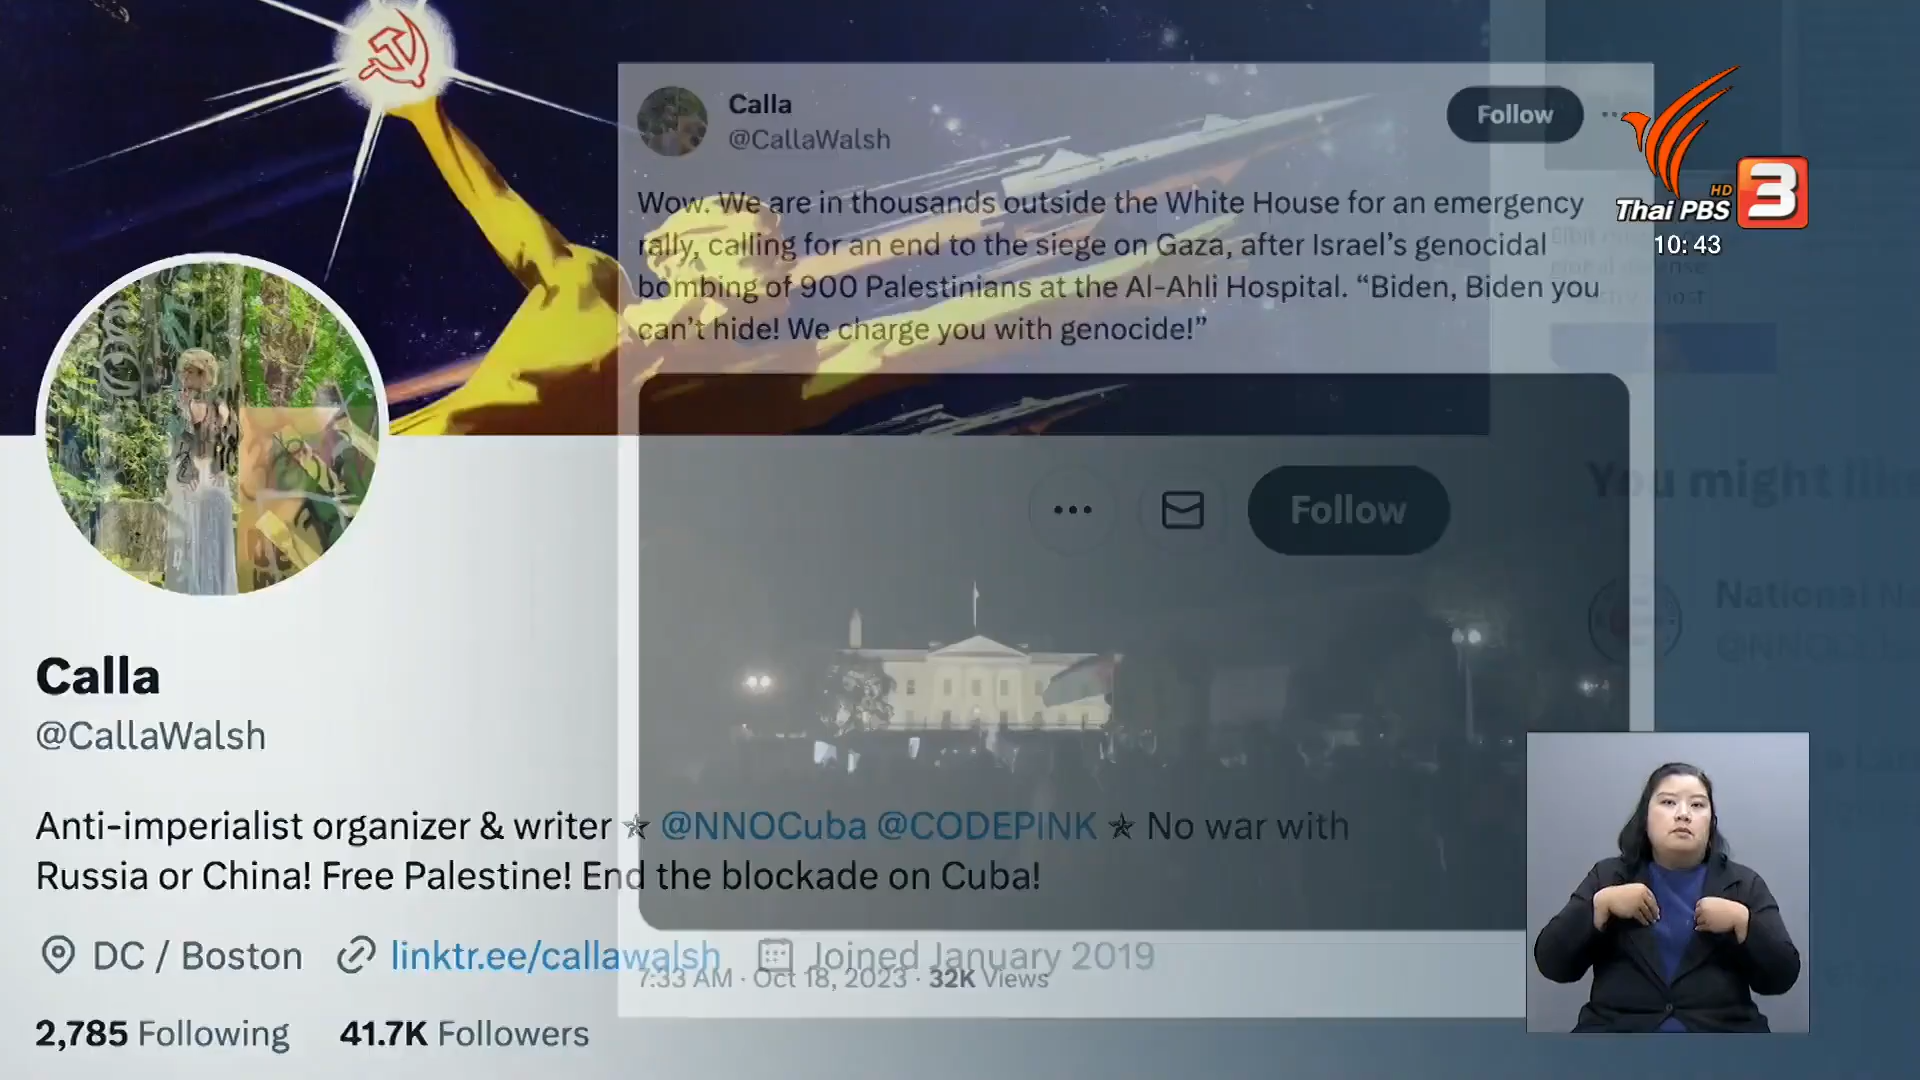 Calla
@CallaWalsh
Follow
Wow. We are in thousands outside the White House for an emergency
rally, calling for an end to the siege on Gaza, after Israel’s genocidal
bombing of 900 Palestinians at the Al-Ahli Hospital. “Biden, Biden you
can’t hide! We charge you with genocide!”
HD
Thai PBS 3
10:43
You might like
Follow
National
Calla
@CallaWalsh
Anti-imperialist organizer & writer ✭ @NNOCuba @CODEPINK ✭ No war with
Russia or China! Free Palestine! End the blockade on Cuba!
DC / Boston linktr.ee/callawalsh Joined January 2019
7:33 AM · Oct 18, 2023 · 32K Views
2,785 Following 41.7K Followers